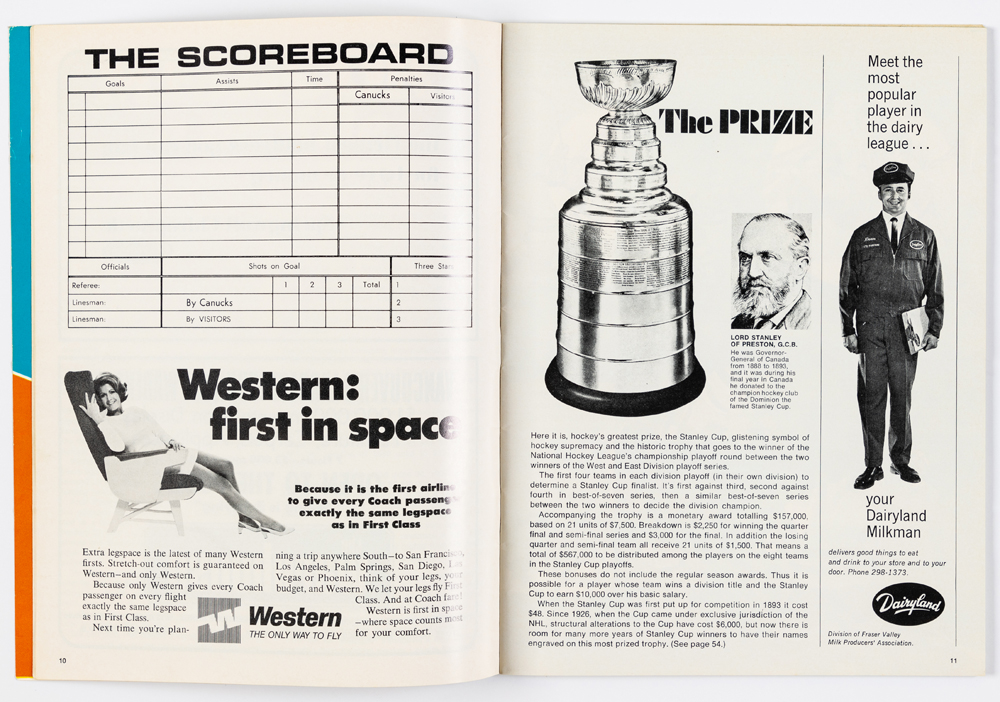 THE SCOREBOARD
Goals Assists Time Penalties
Canucks Visitors
Officials Shots on Goal Three Stars
Referee: 1 2 3 Total 1
Linesman: By Canucks 2
Linesman: By VISITORS 3
Western:
first in space
Because it is the first airline
to give every Coach passenger
exactly the same legspace
as in First Class
Extra legspace is the latest of many Western
firsts. Stretch-out comfort is guaranteed on
Western—and only Western.
Because only Western gives every Coach
passenger on every flight
exactly the same legspace
as in First Class.
Next time you're plan-
ning a trip anywhere South—to San Francisco,
Los Angeles, Palm Springs, San Diego, Las
Vegas or Phoenix, think of your legs, your
budget, and Western. We let your legs fly First
Class. And at Coach fare!
Western is first in space
—where space counts most
for your comfort.
Western
THE ONLY WAY TO FLY
10
The PRIZE
LORD STANLEY
OF PRESTON, G.C.B.
He was Governor-
General of Canada
from 1888 to 1893,
and it was during his
final year in Canada
he donated to the
champion hockey club
of the Dominion the
famed Stanley Cup.
Here it is, hockey's greatest prize, the Stanley Cup, glistening symbol of
hockey supremacy and the historic trophy that goes to the winner of the
National Hockey League's championship playoff round between the two
winners of the West and East Division playoff series.
The first four teams in each division playoff (in their own division) to
determine a Stanley Cup finalist. It's first against third, second against
fourth in best-of-seven series, then a similar best-of-seven series
between the two winners to decide the division champion.
Accompanying the trophy is a monetary award totalling $157,000,
based on 21 units of $7,500. Breakdown is $2,250 for winning the quarter
final and semi-final series and $3,000 for the final. In addition the losing
quarter and semi-final team all receive 21 units of $1,500. That means a
total of $567,000 to be distributed among the players on the eight teams
in the Stanley Cup playoffs.
These bonuses do not include the regular season awards. Thus it is
possible for a player whose team wins a division title and the Stanley
Cup to earn $10,000 over his basic salary.
When the Stanley Cup was first put up for competition in 1893 it cost
$48. Since 1926, when the Cup came under exclusive jurisdiction of the
NHL, structural alterations to the Cup have cost $6,000, but now there is
room for many more years of Stanley Cup winners to have their names
engraved on this most prized trophy. (See page 54.)
Meet the
most
popular
player in
the dairy
league . . .
your
Dairyland
Milkman
delivers good things to eat
and drink to your store and to your
door. Phone 298-1373.
Dairyland
Division of Fraser Valley
Milk Producers' Association.
11